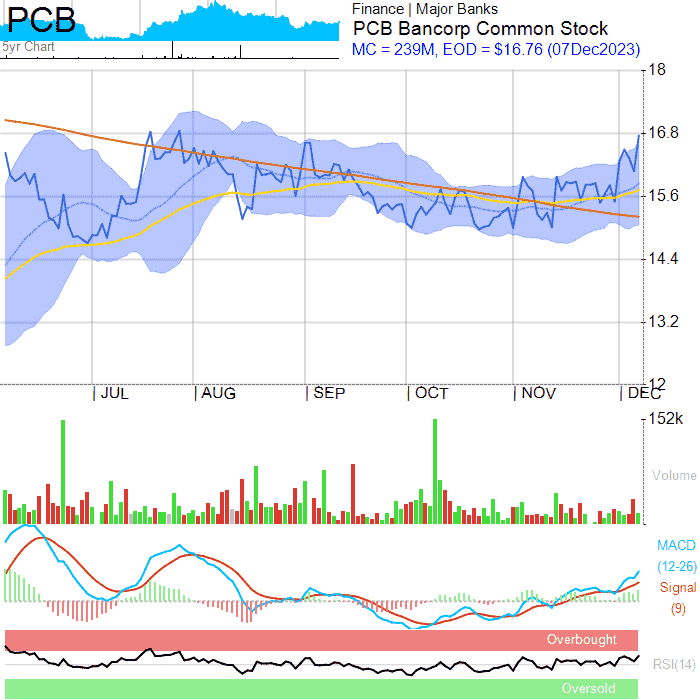 PCB
5yr Chart
Finance | Major Banks
PCB Bancorp Common Stock
MC = 239M, EOD = $16.76 (07Dec2023)
18
16.8
15.6
14.4
13.2
12
JUL AUG SEP OCT NOV DEC
152k
Volume
MACD
(12-26)
Signal
(9)
Overbought
RSI(14)
Oversold